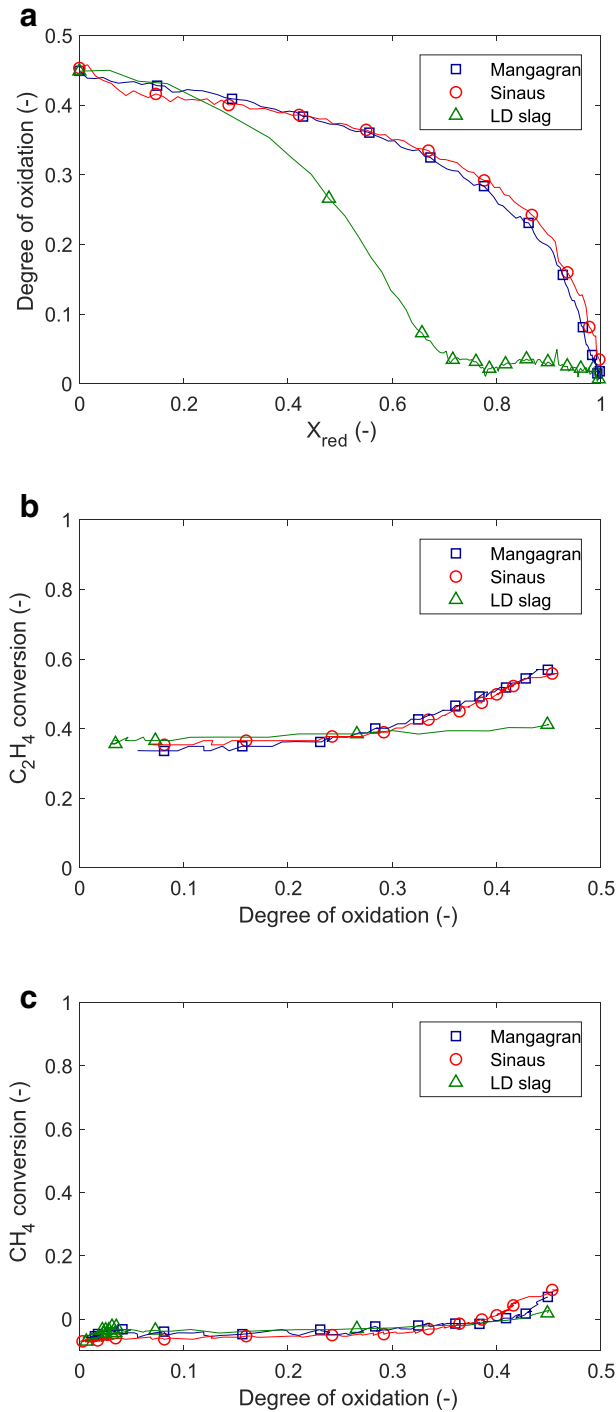 a
0.5
0.4
0.3
0.2
0.1
0
Degree of oxidation (-)
Mangagran
Sinaus
LD slag
0 0.2 0.4 0.6 0.8 1
X_red (-)
b
1
0.8
0.6
0.4
0.2
0
C2H4 conversion (-)
Mangagran
Sinaus
LD slag
0 0.1 0.2 0.3 0.4 0.5
Degree of oxidation (-)
c
1
0.8
0.6
0.4
0.2
0
CH4 conversion (-)
Mangagran
Sinaus
LD slag
0 0.1 0.2 0.3 0.4 0.5
Degree of oxidation (-)